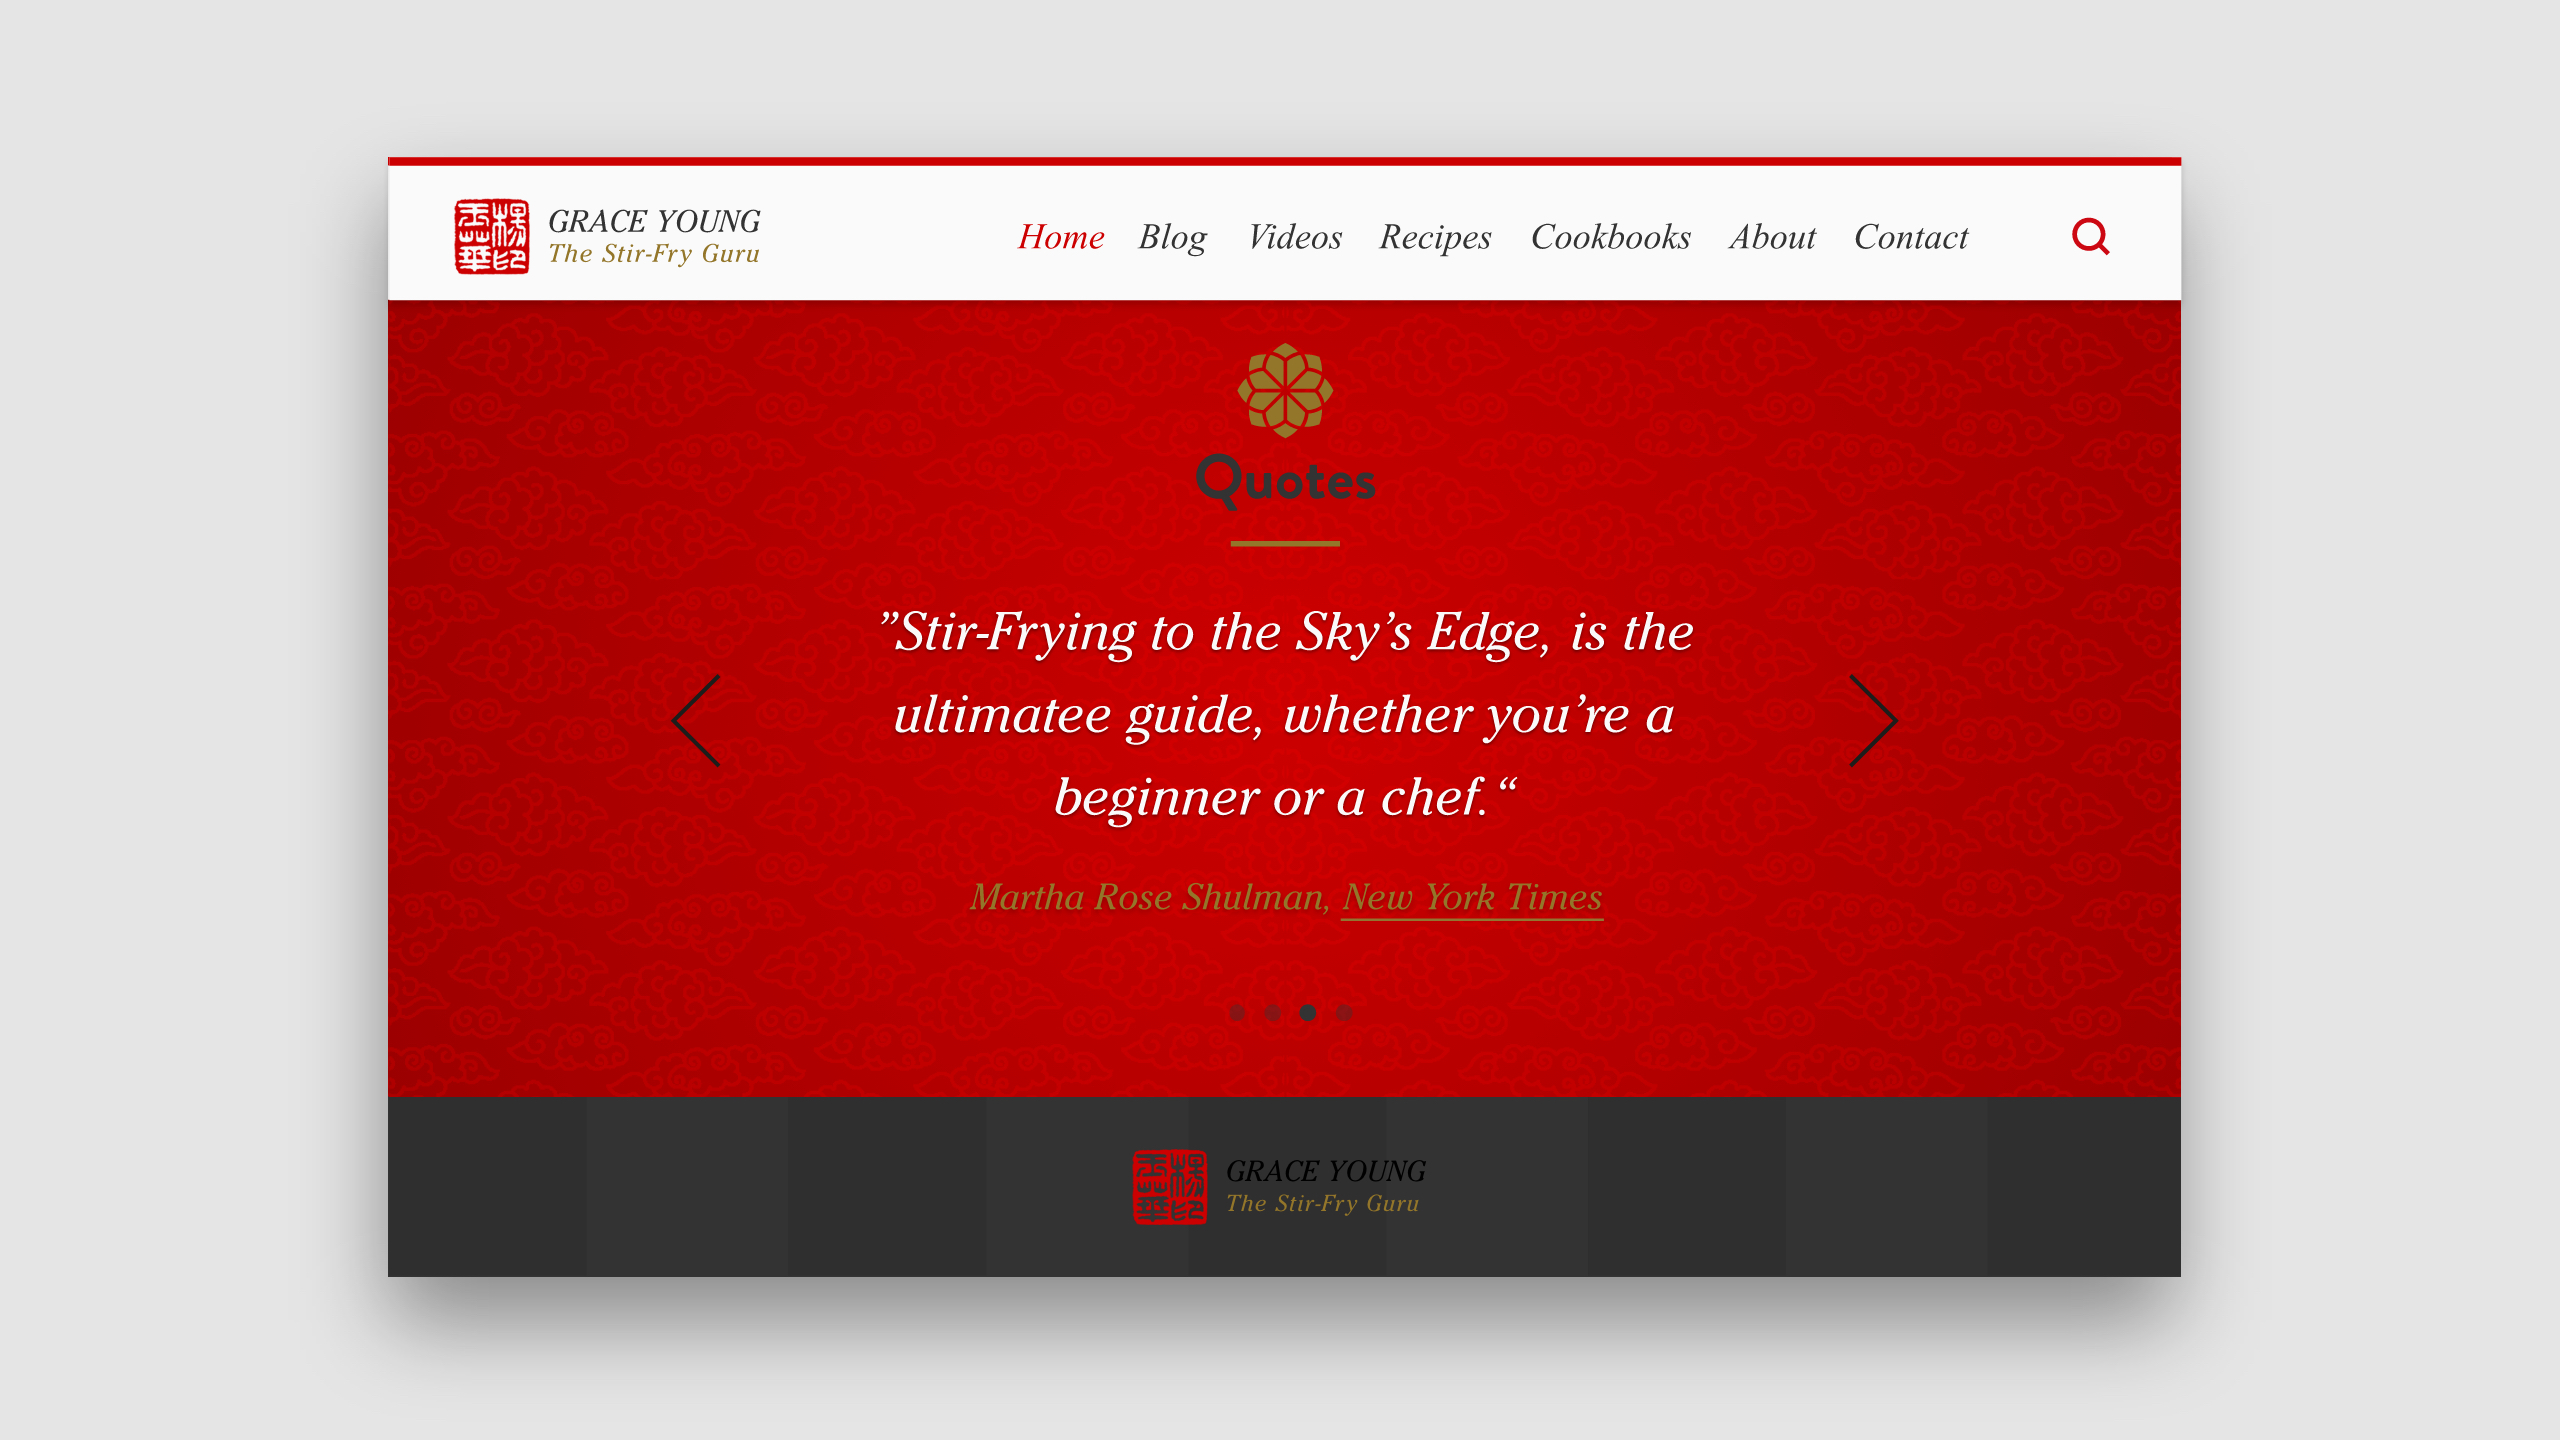 GRACE YOUNG
The Stir-Fry Guru
Home Blog Videos Recipes Cookbooks About Contact
Quotes
”Stir-Frying to the Sky’s Edge, is the
ultimatee guide, whether you’re a
beginner or a chef.“
Martha Rose Shulman, New York Times
GRACE YOUNG
The Stir-Fry Guru